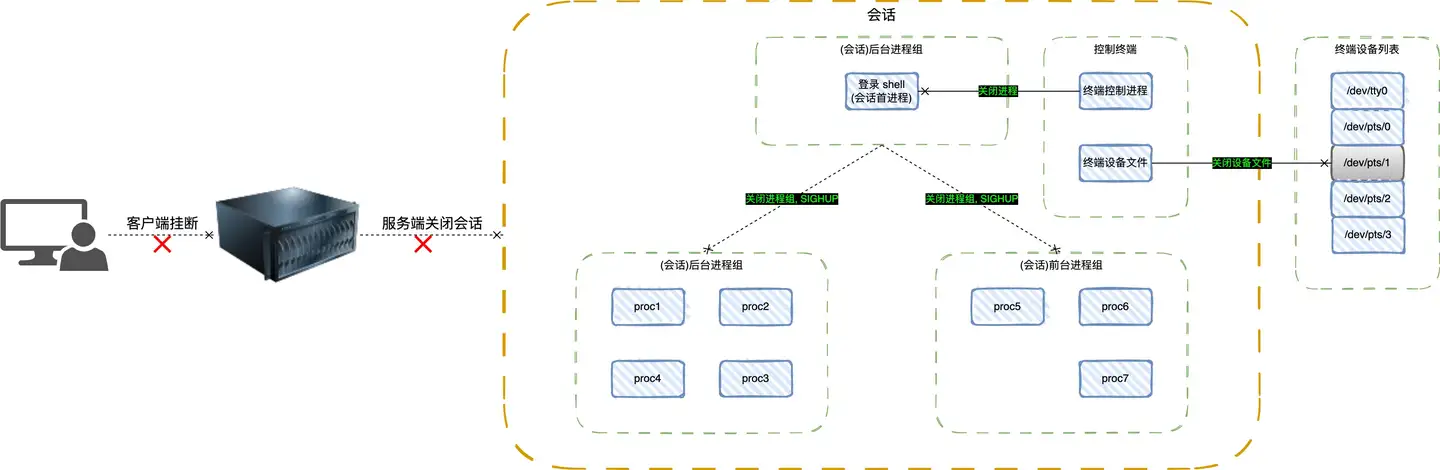 会话
(会话)后台进程组
控制终端
终端设备列表
登录 shell
(会话首进程)
关闭进程
终端控制进程
/dev/tty0
/dev/pts/0
终端设备文件
关闭设备文件
/dev/pts/1
/dev/pts/2
/dev/pts/3
客户端挂断
服务端关闭会话
关闭进程组, SIGHUP
关闭进程组, SIGHUP
(会话)后台进程组
(会话)前台进程组
proc1
proc2
proc5
proc6
proc4
proc3
proc7